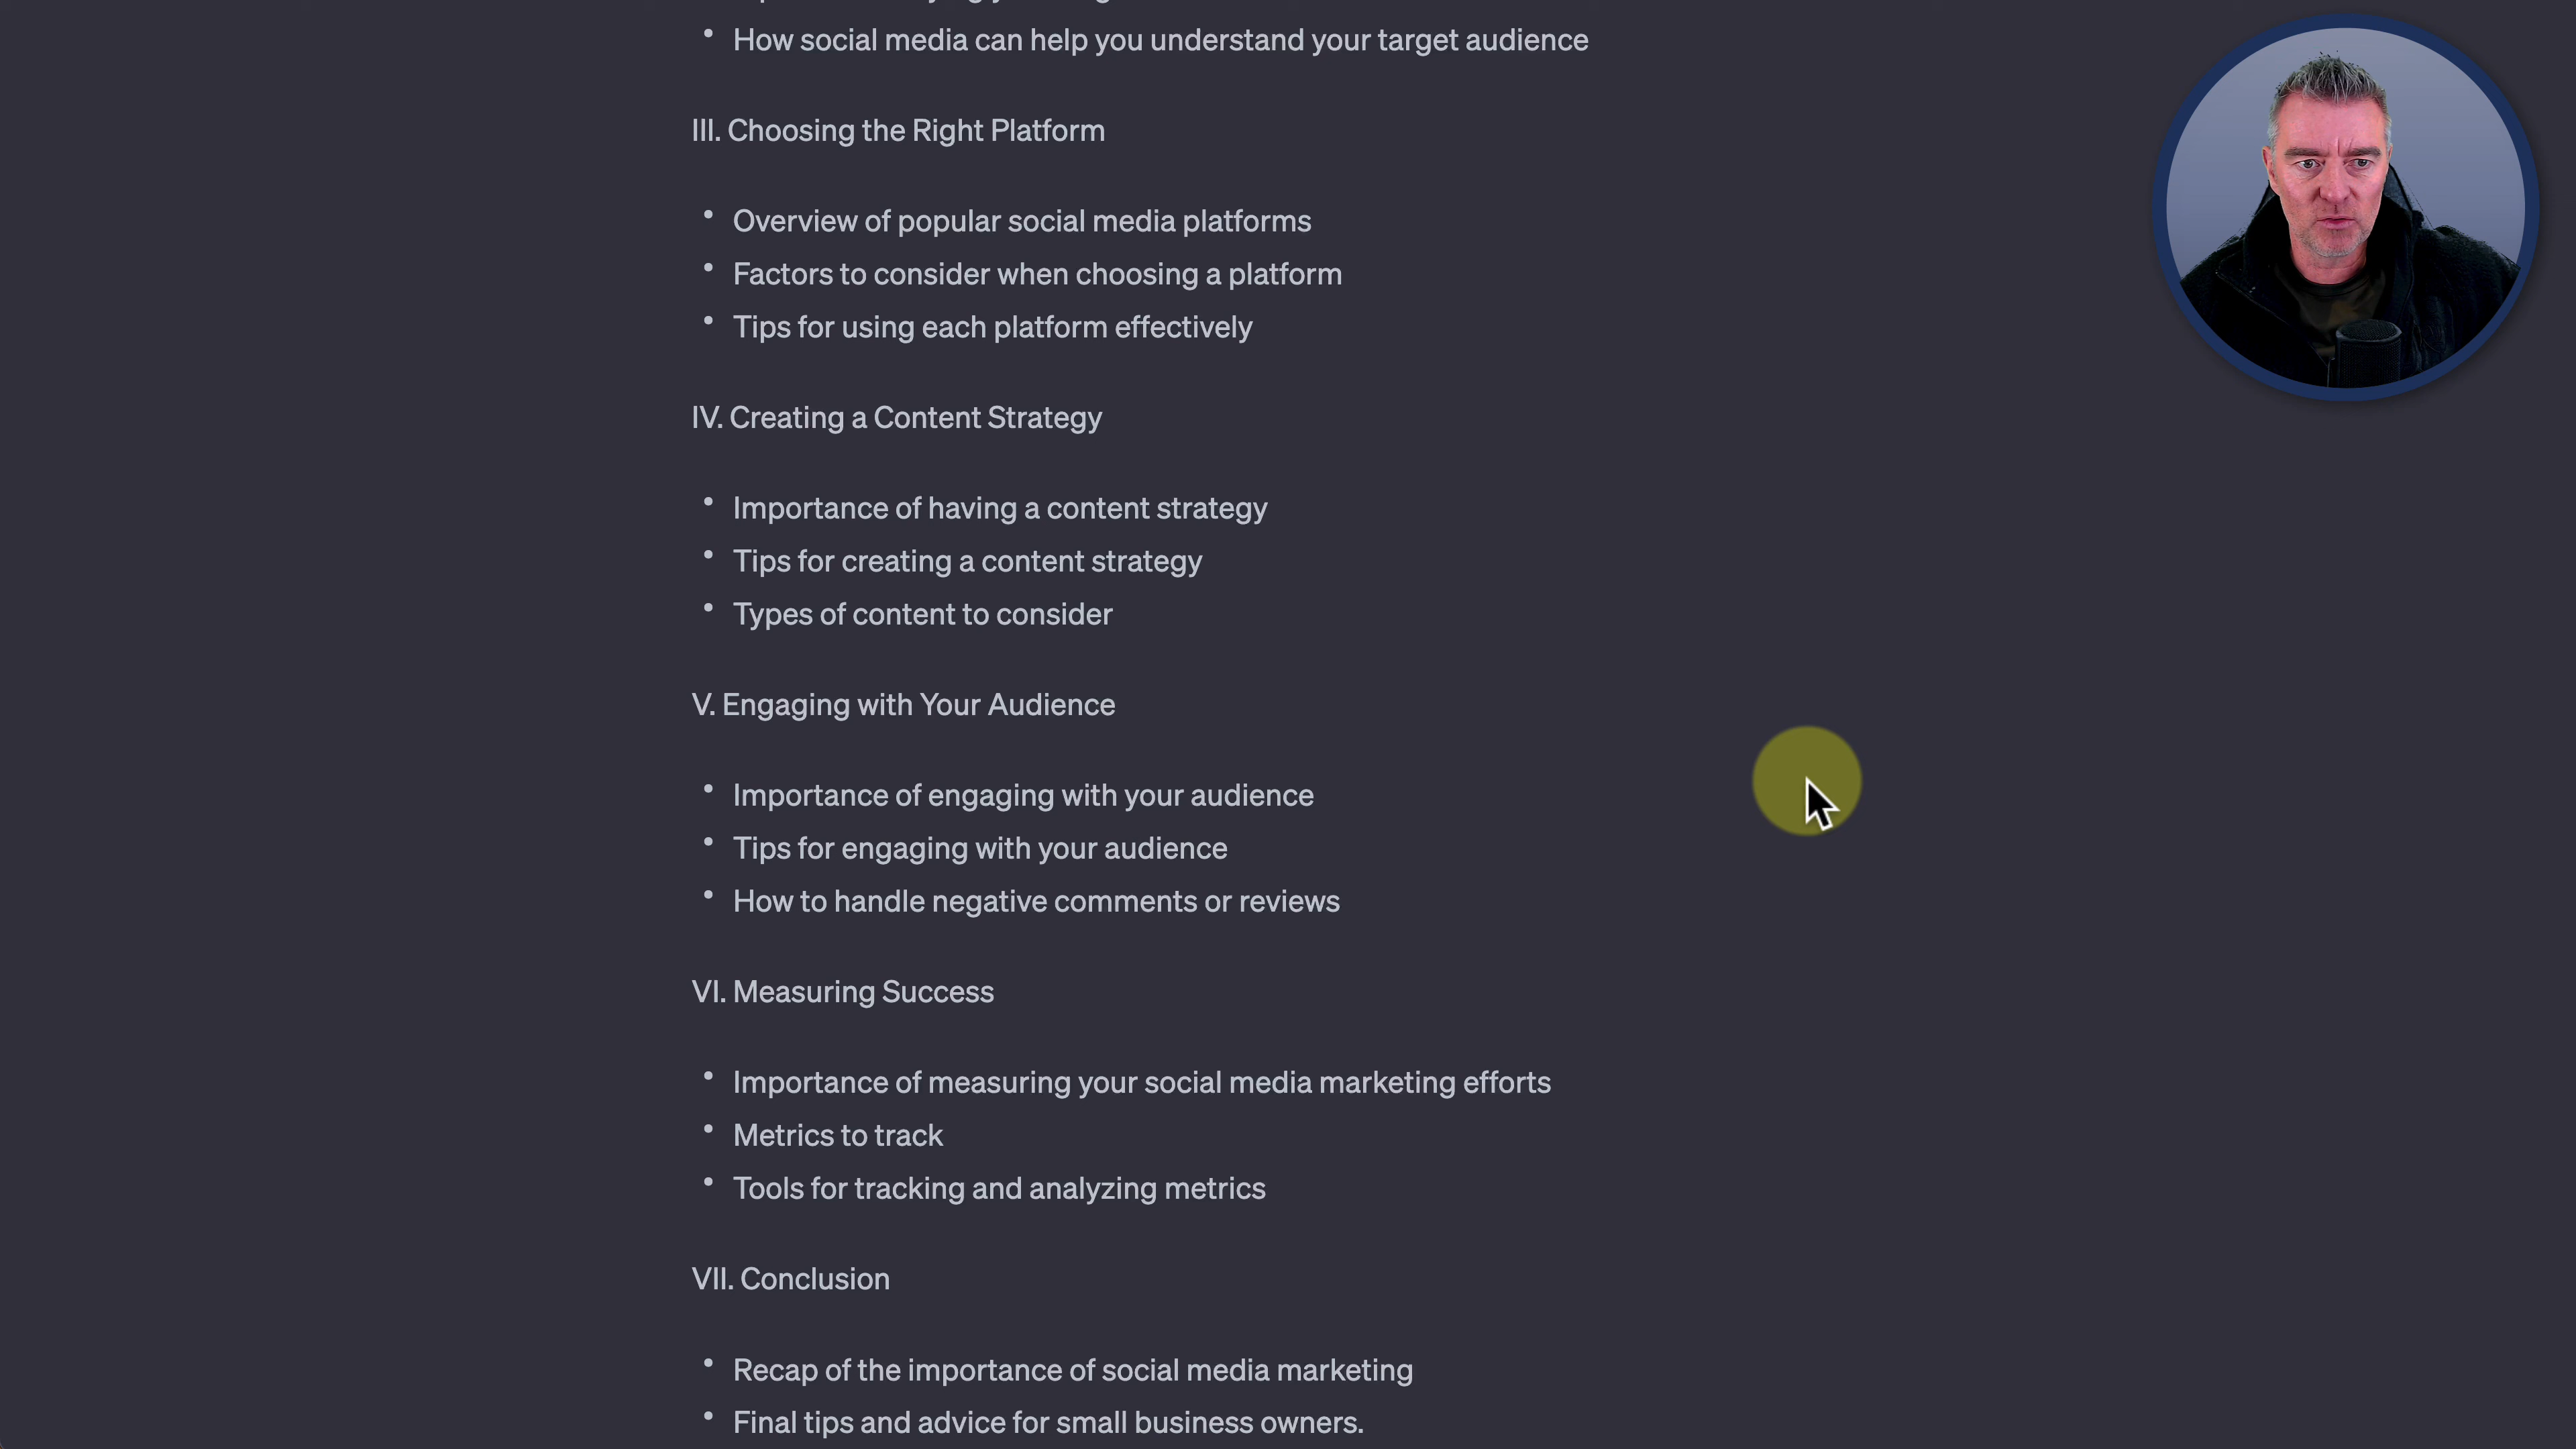 How social media can help you understand your target audience
III. Choosing the Right Platform
Overview of popular social media platforms
Factors to consider when choosing a platform
Tips for using each platform effectively
IV. Creating a Content Strategy
Importance of having a content strategy
Tips for creating a content strategy
Types of content to consider
V. Engaging with Your Audience
Importance of engaging with your audience
Tips for engaging with your audience
How to handle negative comments or reviews
VI. Measuring Success
Importance of measuring your social media marketing efforts
Metrics to track
Tools for tracking and analyzing metrics
VII. Conclusion
Recap of the importance of social media marketing
Final tips and advice for small business owners.